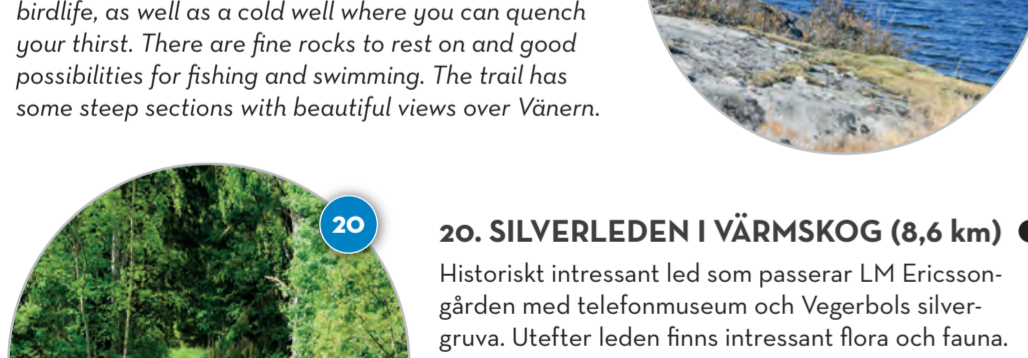 birdlife, as well as a cold well where you can quench
your thirst. There are fine rocks to rest on and good
possibilities for fishing and swimming. The trail has
some steep sections with beautiful views over Vänern.
20
20. SILVERLEDEN I VÄRMSKOG (8,6 km)
Historiskt intressant led som passerar LM Ericsson-
gården med telefonmuseum och Vegerbols silver-
gruva. Utefter leden finns intressant flora och fauna.